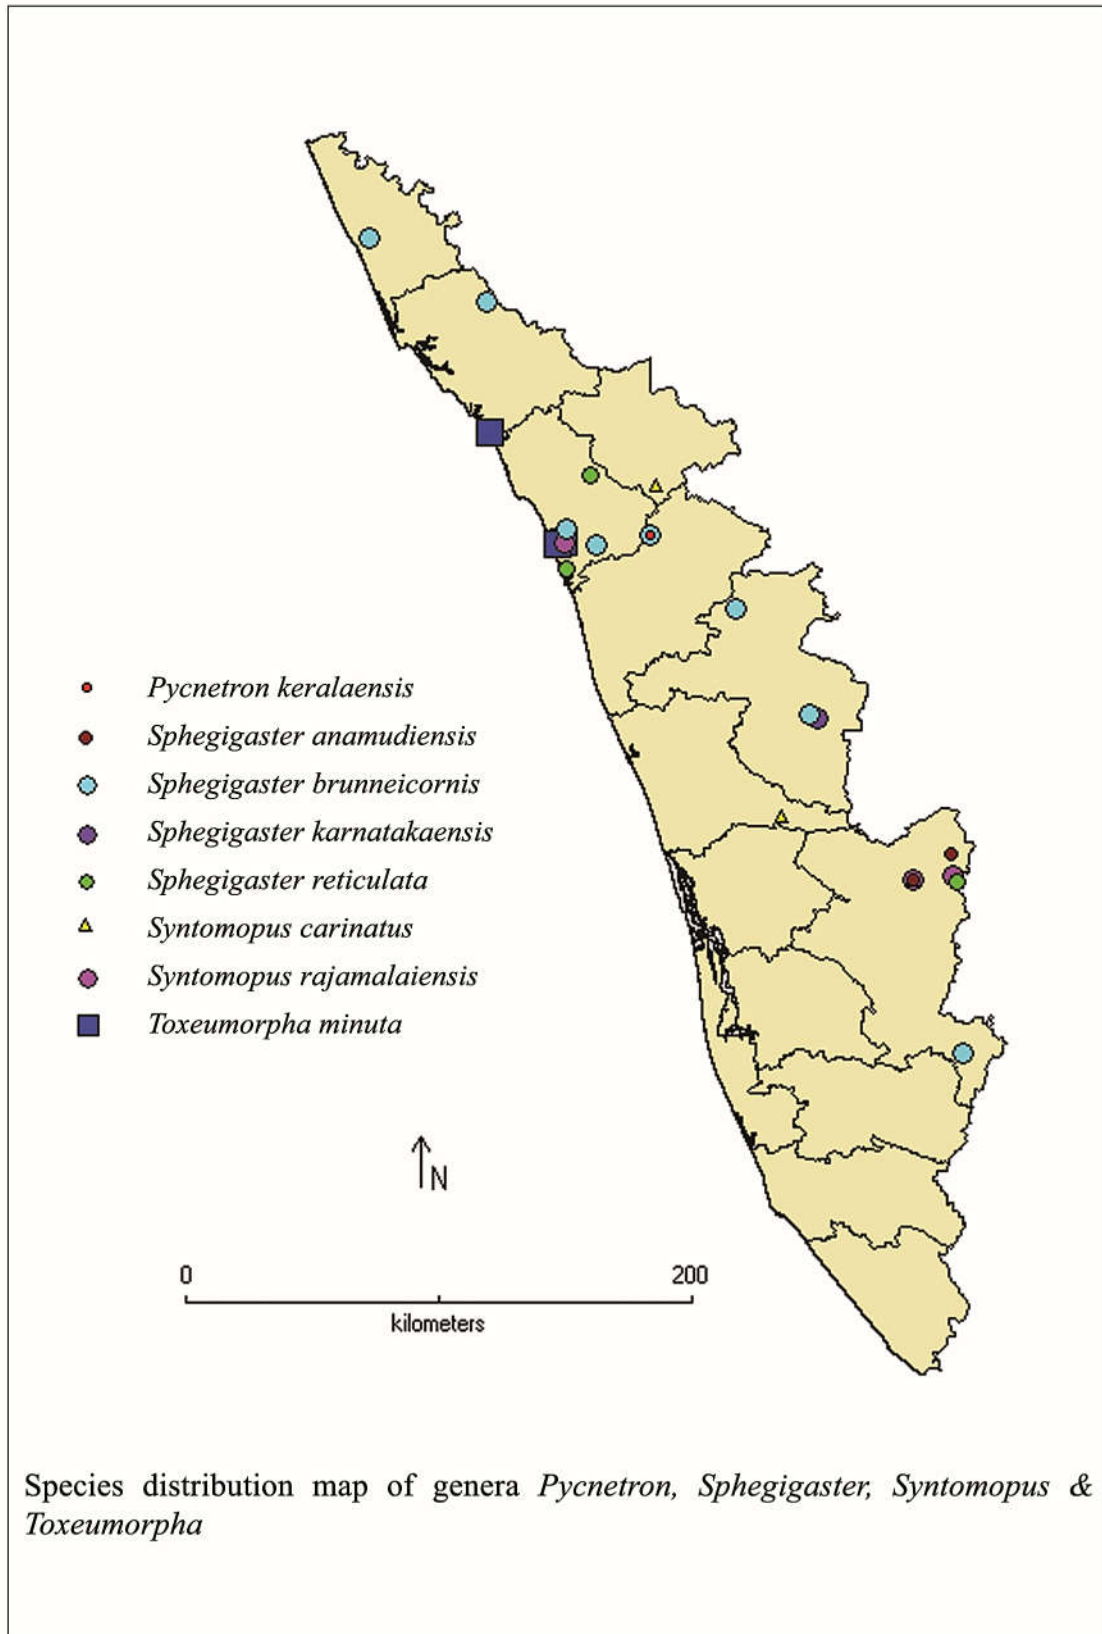 Pycnetron keralaensis
Sphegigaster anamudiensis
Sphegigaster brunneicornis
Sphegigaster karnatakaensis
Sphegigaster reticulata
Syntomopus carinatus
Syntomopus rajamalaiensis
Toxeumorpha minuta
N
0 200
kilometers
Species distribution map of genera Pycnetron, Sphegigaster, Syntomopus &
Toxeumorpha